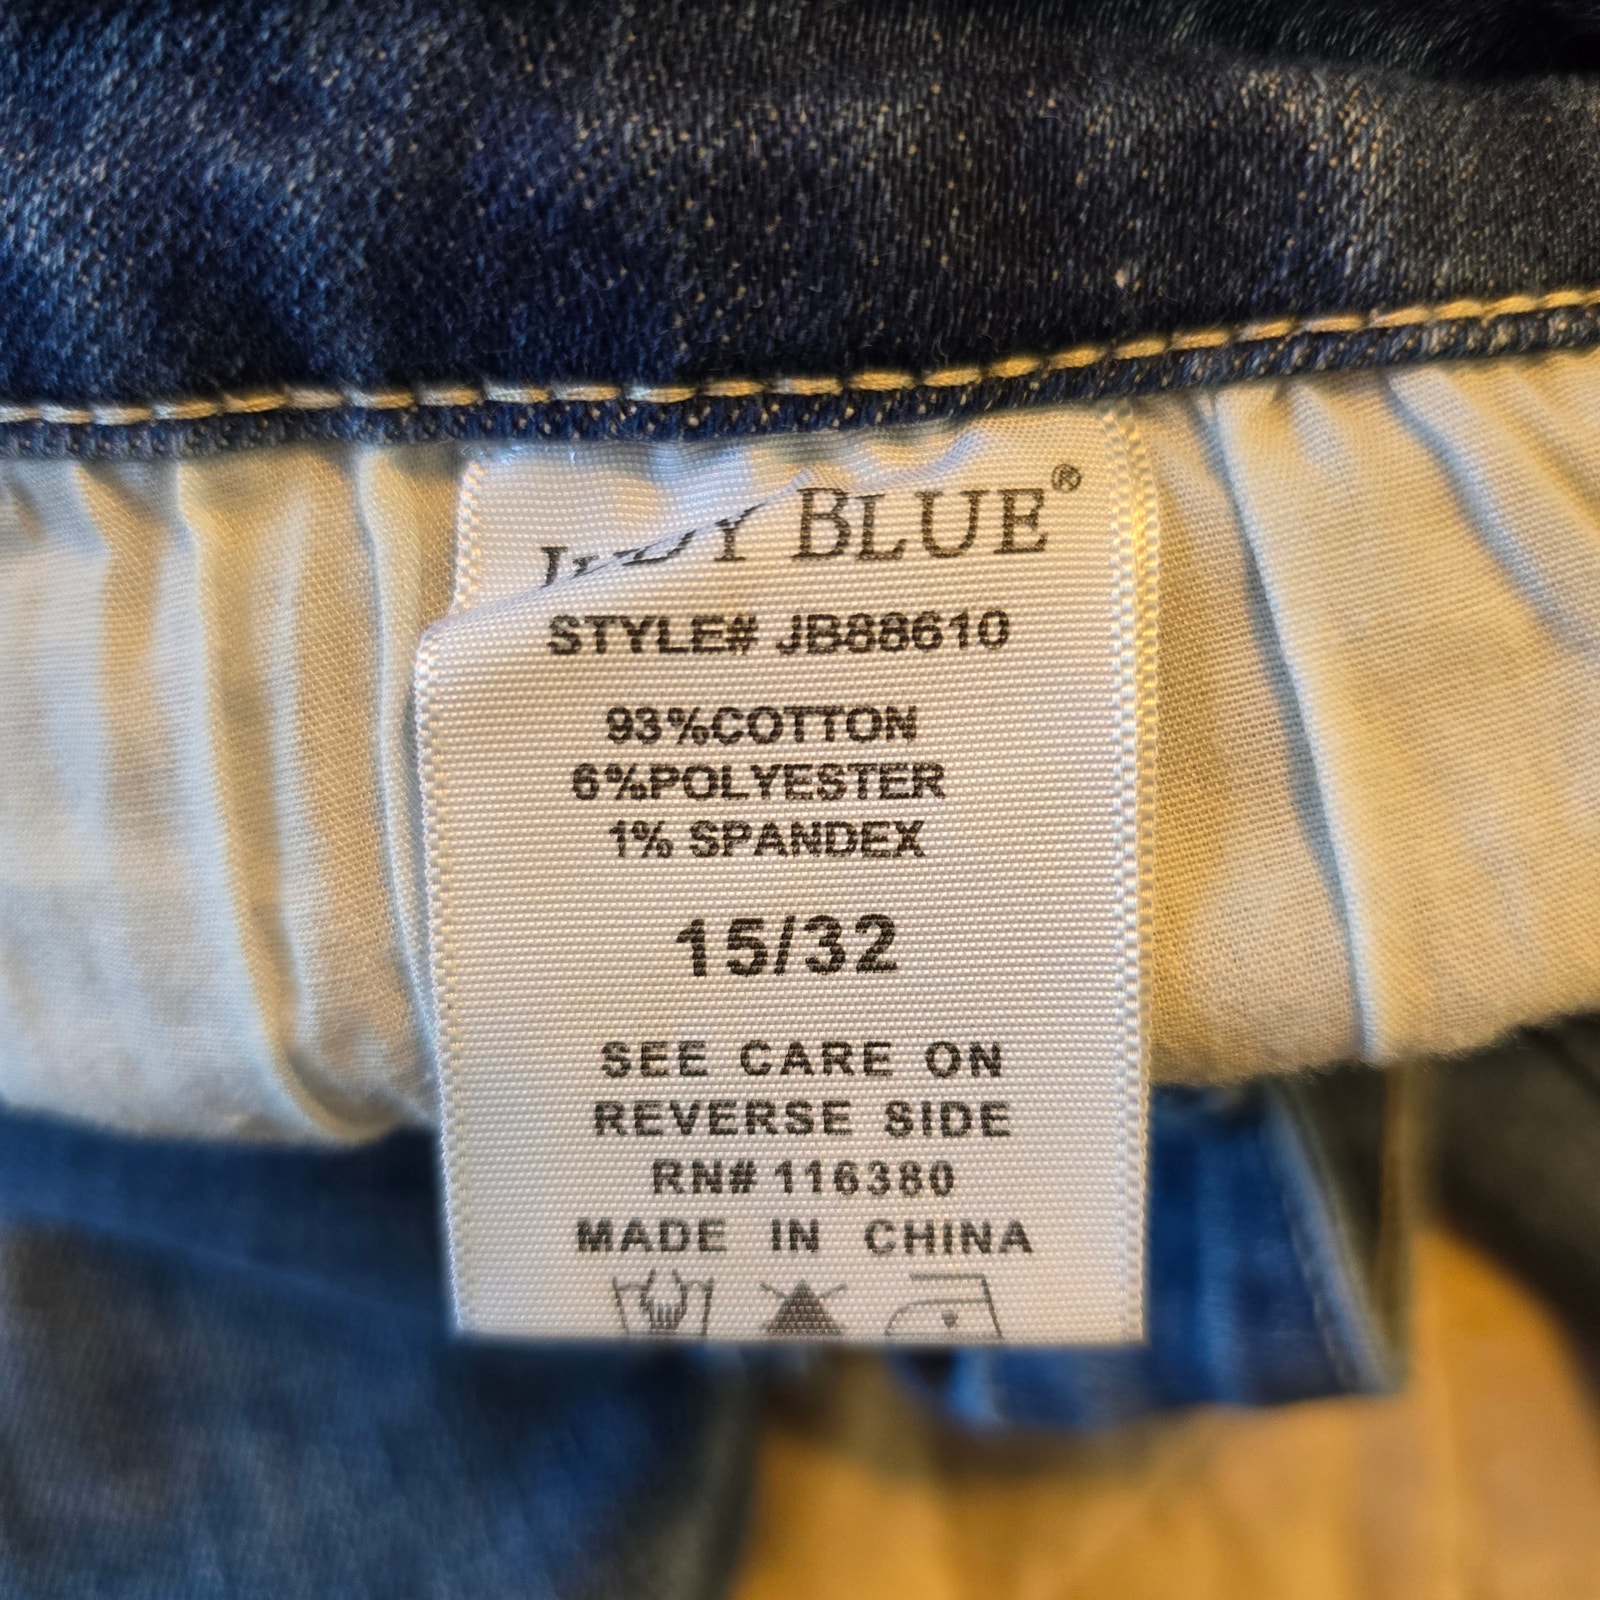 JUDY BLUE®
STYLE# JB88610
93%COTTON
6%POLYESTER
1% SPANDEX
15/32
SEE CARE ON
REVERSE SIDE
RN# 116380
MADE IN CHINA